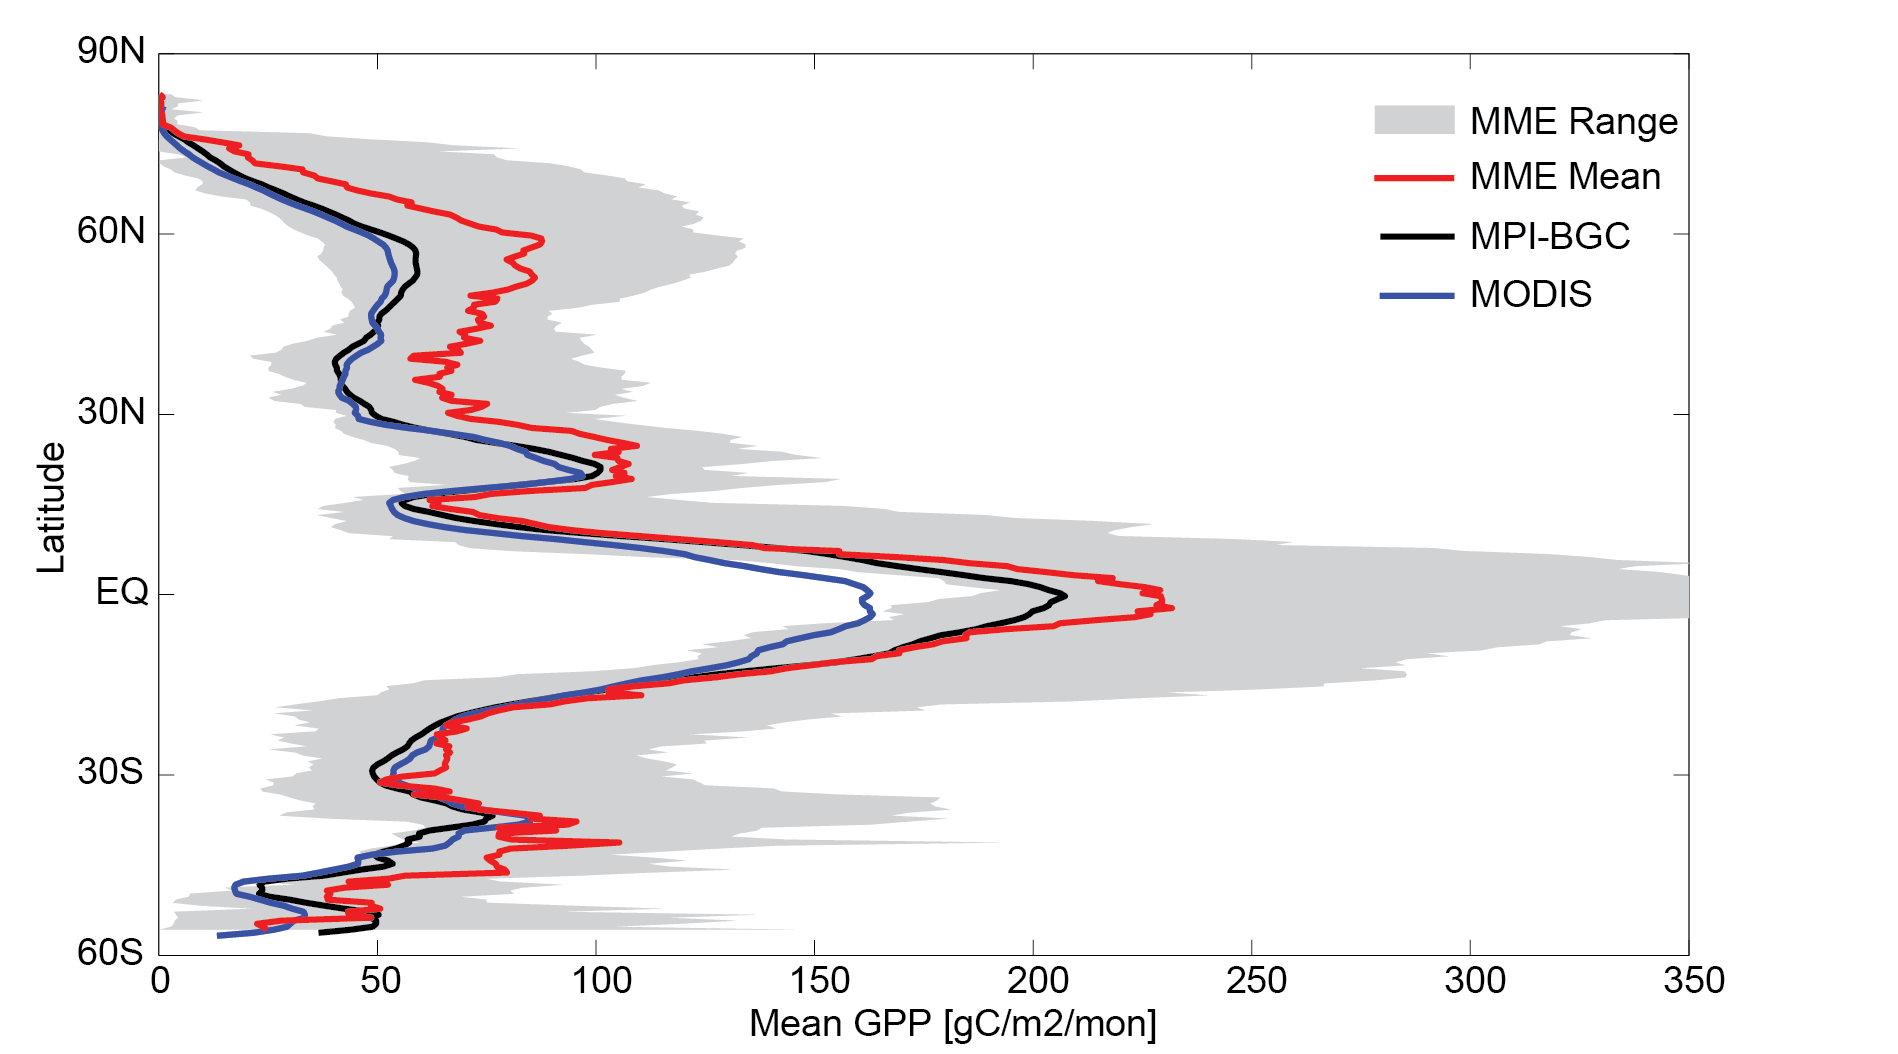 90N
60N
30N
EQ
30S
60S
Latitude
0
50
100
150
200
250
300
350
Mean GPP [gC/m2/mon]
MME Range
MME Mean
MPI-BGC
MODIS